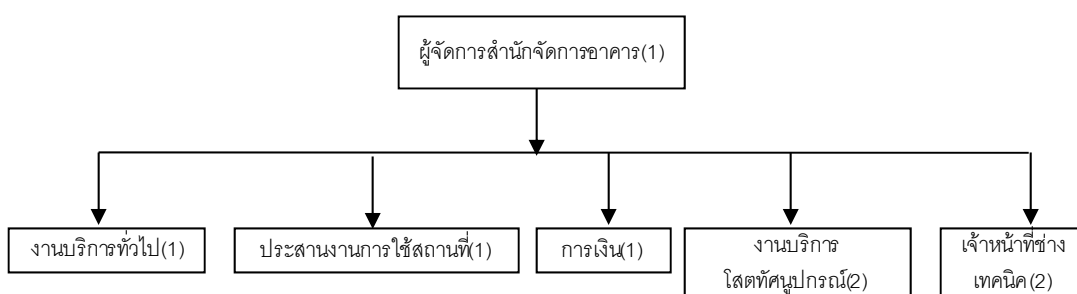 ผู้จัดการสำนักจัดการอาคาร(1)
งานบริการทั่วไป(1)
ประสานงานการใช้สถานที่(1)
การเงิน(1)
งานบริการ
โสตทัศนูปกรณ์(2)
เจ้าหน้าที่ช่าง
เทคนิค(2)